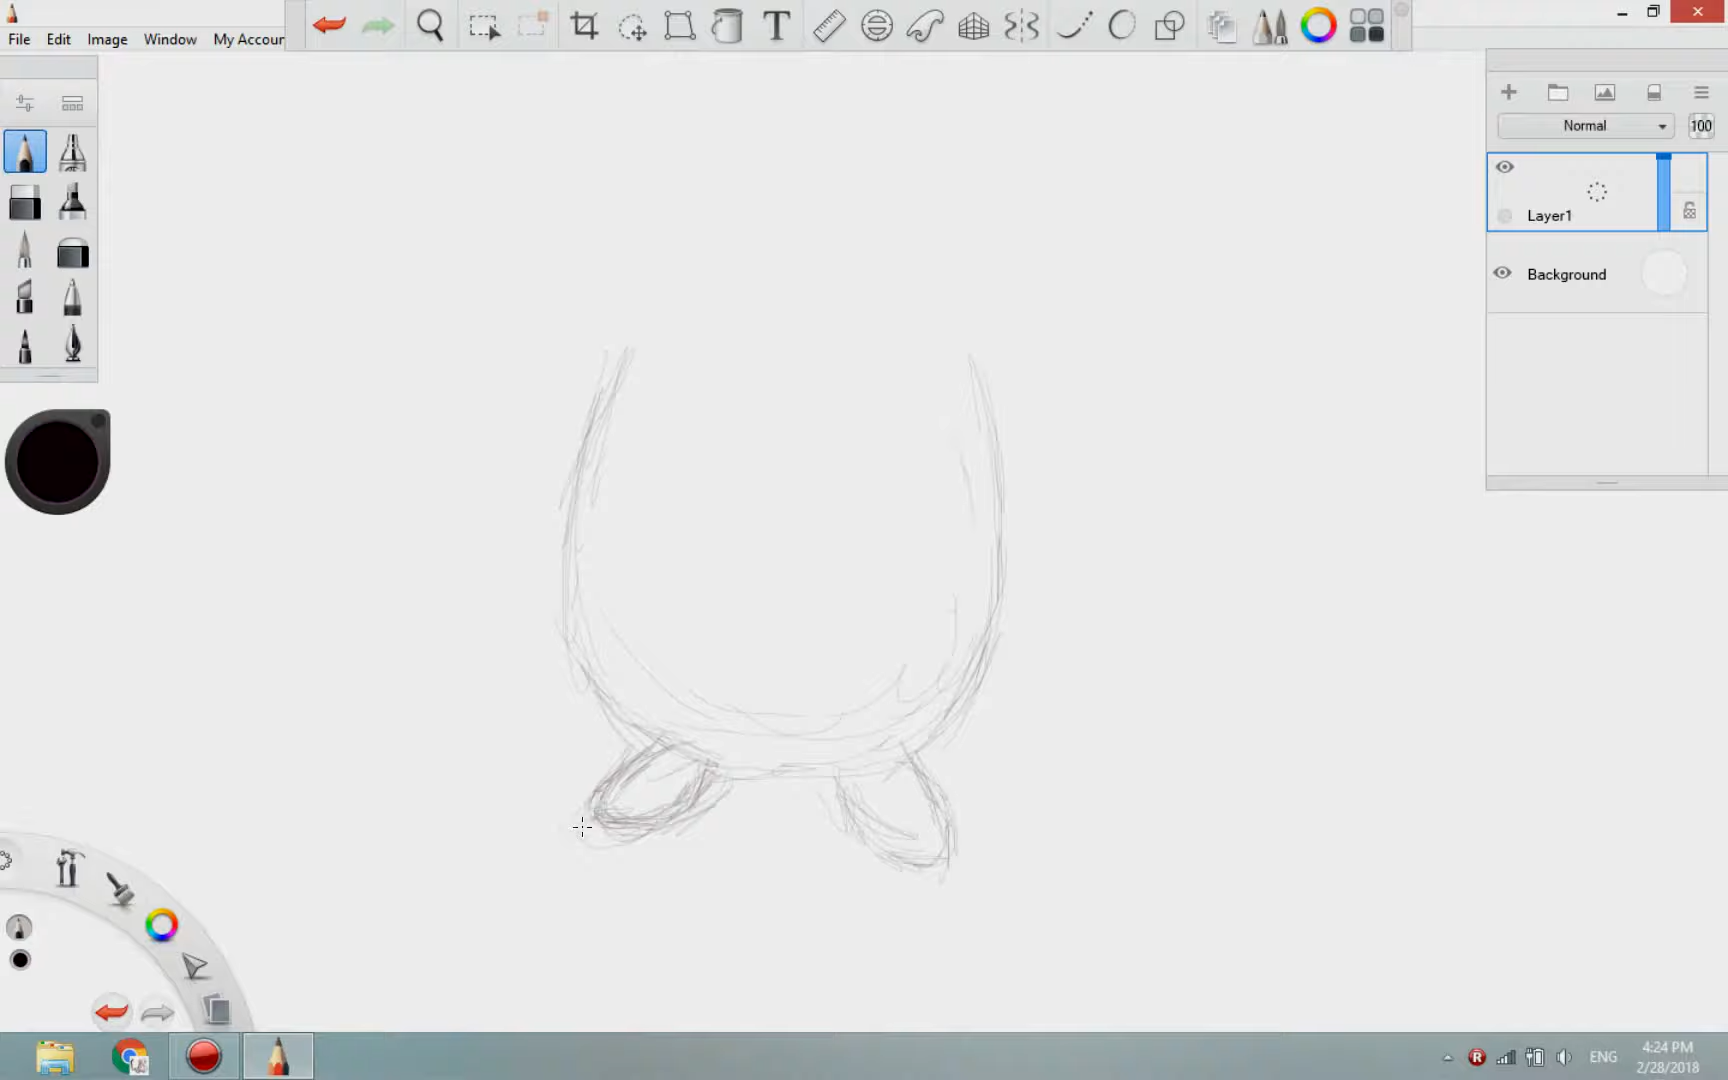 File Edit Image Window My Accour
T
Normal 100
Layer1
Background
R ENG
4:24 PM
2/28/2018